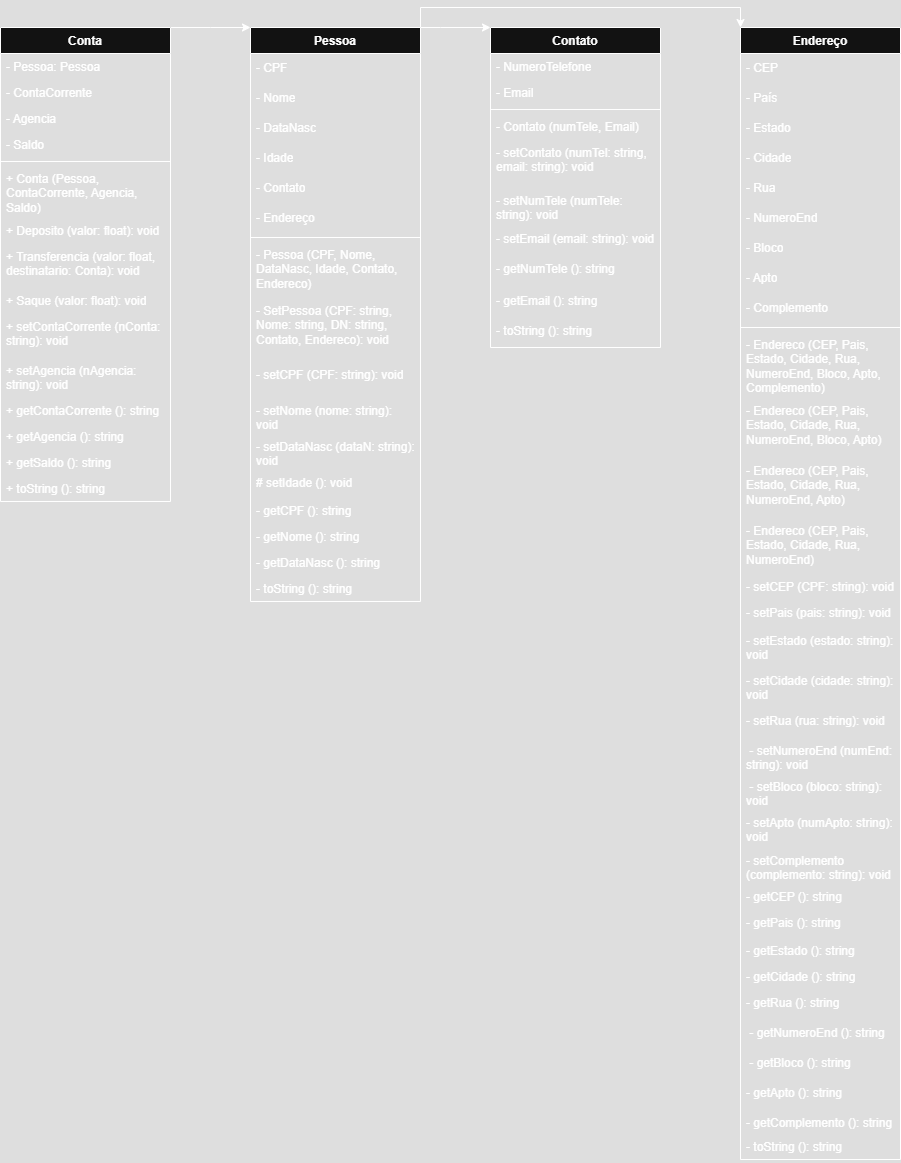 Conta
- Pessoa: Pessoa
- ContaCorrente
- Agencia
- Saldo
+ Conta (Pessoa,
ContaCorrente, Agencia,
Saldo)
+ Deposito (valor: float): void
+ Transferencia (valor: float,
destinatario: Conta): void
+ Saque (valor: float): void
+ setContaCorrente (nConta:
string): void
+ setAgencia (nAgencia:
string): void
+ getContaCorrente (): string
+ getAgencia (): string
+ getSaldo (): string
+ toString (): string
Pessoa
- CPF
- Nome
- DataNasc
- Idade
- Contato
- Endereço
- Pessoa (CPF, Nome,
DataNasc, Idade, Contato,
Endereco)
- SetPessoa (CPF: string,
Nome: string, DN: string,
Contato, Endereco): void
- setCPF (CPF: string): void
- setNome (nome: string):
void
- setDataNasc (dataN: string):
void
# setIdade (): void
- getCPF (): string
- getNome (): string
- getDataNasc (): string
- toString (): string
Contato
- NumeroTelefone
- Email
- Contato (numTele, Email)
- setContato (numTel: string,
email: string): void
- setNumTele (numTele:
string): void
- setEmail (email: string): void
- getNumTele (): string
- getEmail (): string
- toString (): string
Endereço
- CEP
- País
- Estado
- Cidade
- Rua
- NumeroEnd
- Bloco
- Apto
- Complemento
- Endereco (CEP, Pais,
Estado, Cidade, Rua,
NumeroEnd, Bloco, Apto,
Complemento)
- Endereco (CEP, Pais,
Estado, Cidade, Rua,
NumeroEnd, Bloco, Apto)
- Endereco (CEP, Pais,
Estado, Cidade, Rua,
NumeroEnd, Apto)
- Endereco (CEP, Pais,
Estado, Cidade, Rua,
NumeroEnd)
- setCEP (CPF: string): void
- setPais (pais: string): void
- setEstado (estado: string):
void
- setCidade (cidade: string):
void
- setRua (rua: string): void
- setNumeroEnd (numEnd:
string): void
- setBloco (bloco: string):
void
- setApto (numApto: string):
void
- setComplemento
(complemento: string): void
- getCEP (): string
- getPais (): string
- getEstado (): string
- getCidade (): string
- getRua (): string
- getNumeroEnd (): string
- getBloco (): string
- getApto (): string
- getComplemento (): string
- toString (): string